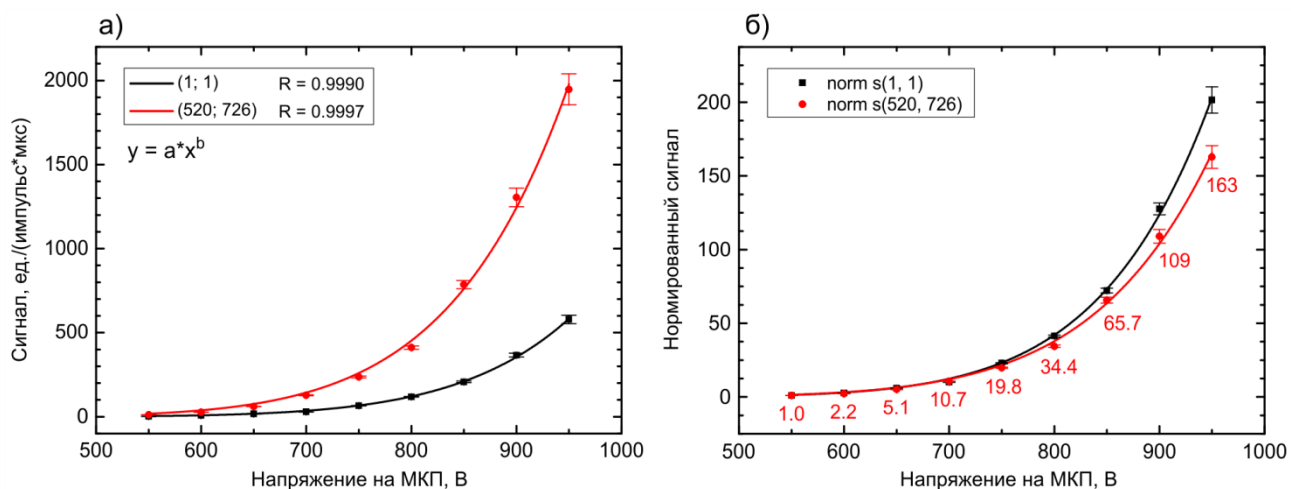 а)
(1; 1) R = 0.9990
(520; 726) R = 0.9997
y = a*x^b
Сигнал, ед./(импульс*мкс)
2000
1500
1000
500
0
500 600 700 800 900 1000
Напряжение на МКП, В
б)
norm s(1, 1)
norm s(520, 726)
Нормированный сигнал
200
150
100
50
0
163
109
65.7
34.4
19.8
10.7
5.1
2.2
1.0
500 600 700 800 900 1000
Напряжение на МКП, В